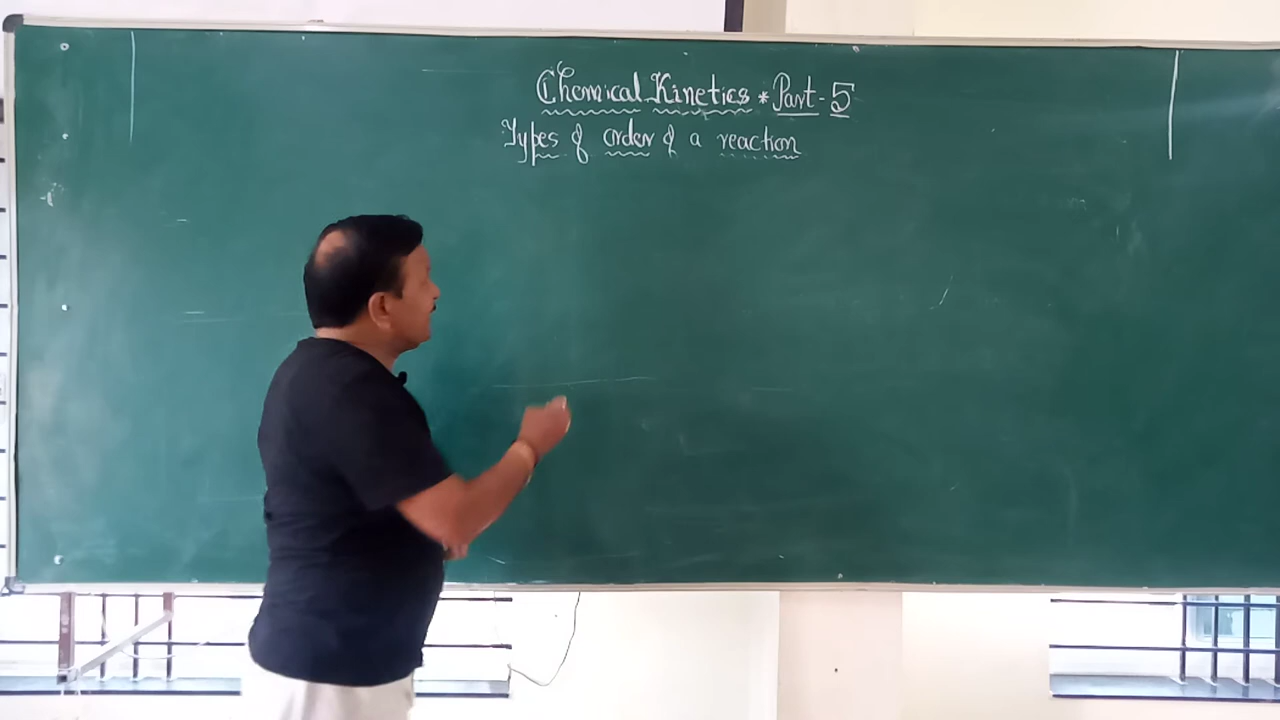 Chemical Kinetics * Part - 5
Types of order of a reaction